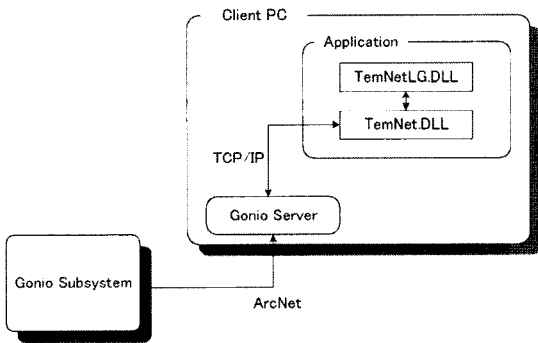 Client PC
Application
TemNetLG.DLL
TemNet.DLL
TCP/IP
Gonio Server
Gonio Subsystem
ArcNet